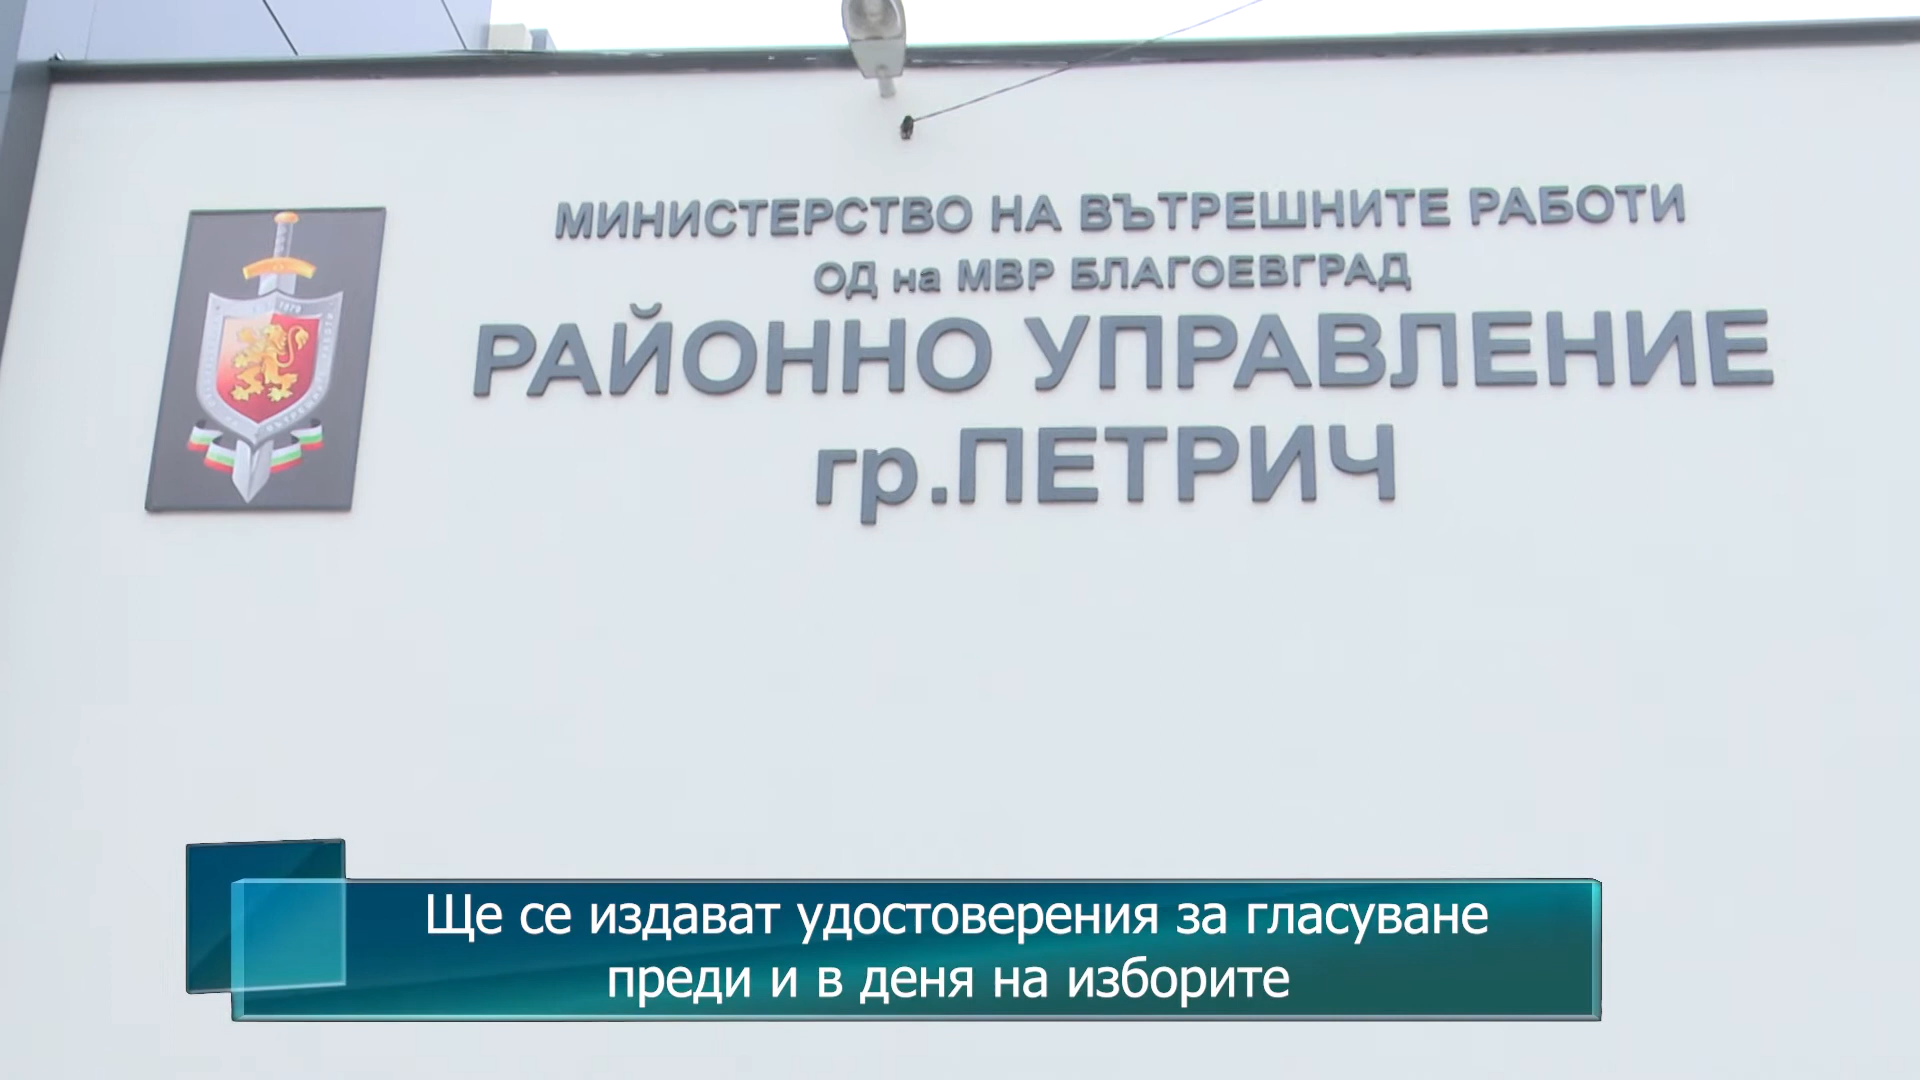 МИНИСТЕРСТВО НА ВЪТРЕШНИТЕ РАБОТИ
ОД на МВР БЛАГОЕВГРАД
РАЙОННО УПРАВЛЕНИЕ
гр.ПЕТРИЧ
1879
Ще се издават удостоверения за гласуване
преди и в деня на изборите